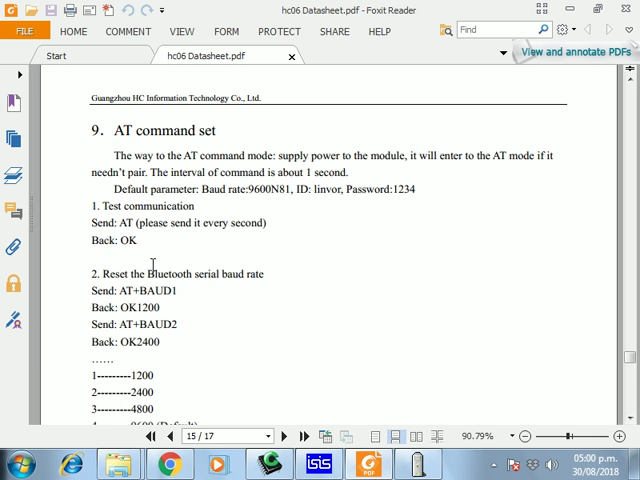 hc06 Datasheet.pdf - Foxit Reader
FILE HOME COMMENT VIEW FORM PROTECT SHARE HELP Find
Start hc06 Datasheet.pdf View and annotate PDFs
Guangzhou HC Information Technology Co., Ltd.
9. AT command set
The way to the AT command mode: supply power to the module, it will enter to the AT mode if it
needn't pair. The interval of command is about 1 second.
Default parameter: Baud rate:9600N81, ID: linvor, Password:1234
1. Test communication
Send: AT (please send it every second)
Back: OK
2. Reset the Bluetooth serial baud rate
Send: AT+BAUD1
Back: OK1200
Send: AT+BAUD2
Back: OK2400
……
1---------1200
2---------2400
3---------4800
4---------9600 (Default)
15 / 17 90.79%
isis
05:00 p.m.
30/08/2018